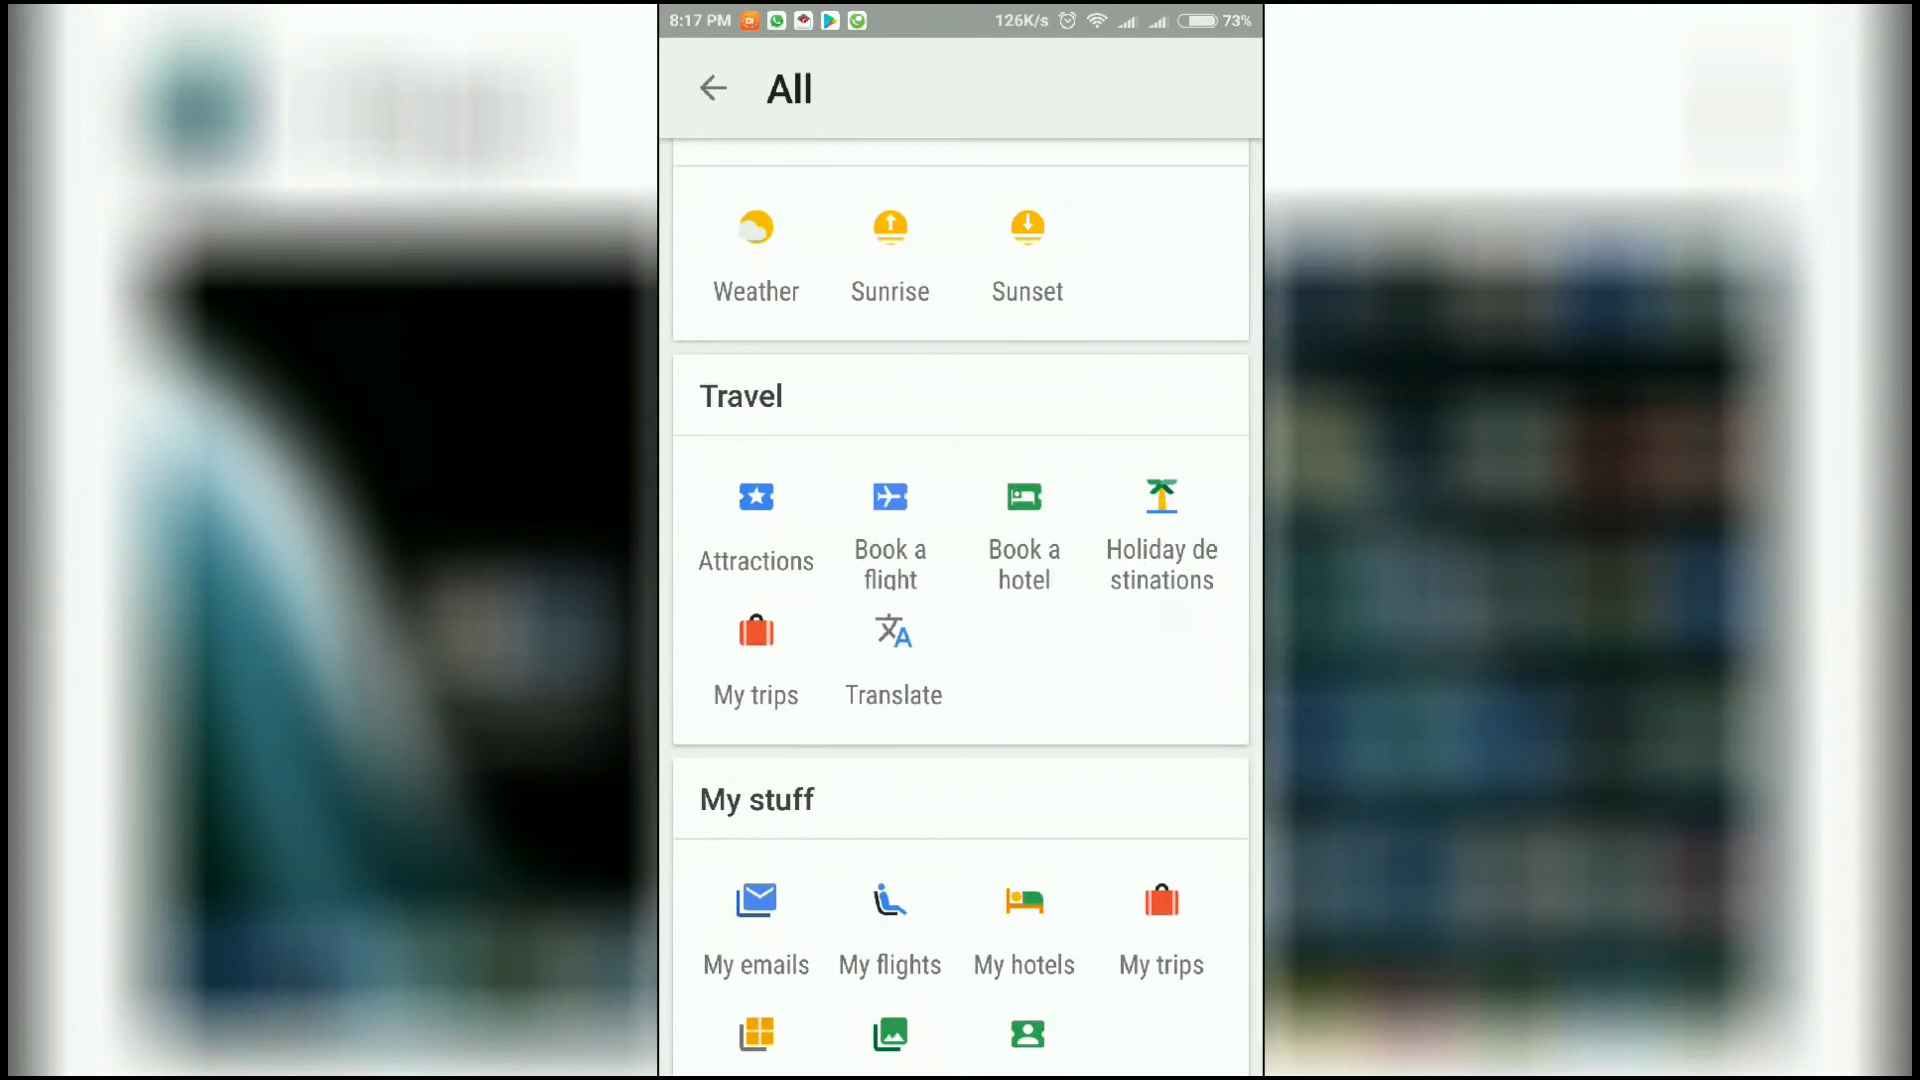 8:17 PM 126K/s 73%
All
Weather Sunrise Sunset
Travel
Attractions Book a flight Book a hotel Holiday de stinations
My trips Translate
My stuff
My emails My flights My hotels My trips